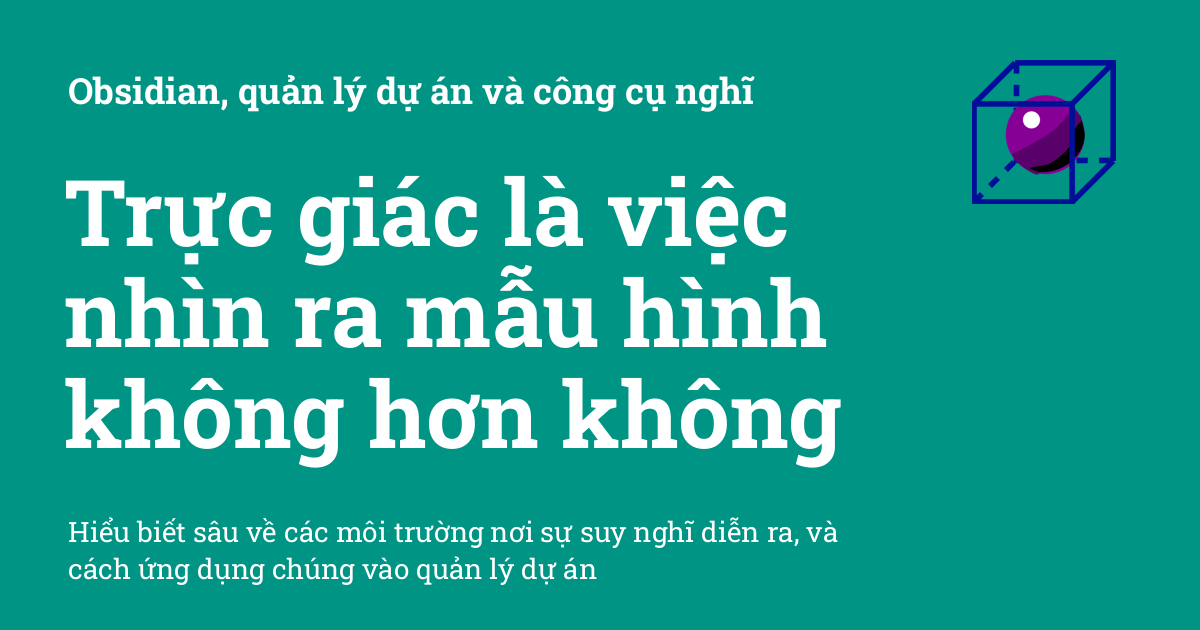 Obsidian, quản lý dự án và công cụ nghĩ
Trực giác là việc
nhìn ra mẫu hình
không hơn không
Hiểu biết sâu về các môi trường nơi sự suy nghĩ diễn ra, và
cách ứng dụng chúng vào quản lý dự án